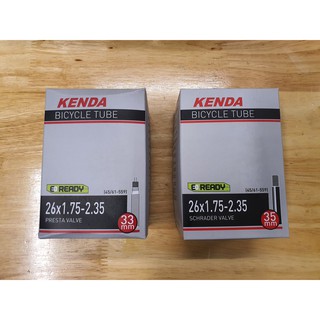 KENDA
BICYCLE TUBE
E READY
26x1.75-2.35
33
mm
PRESTA VALVE
KENDA
BICYCLE TUBE
E READY
26x1.75-2.35
35
mm
SCHRADER VALVE